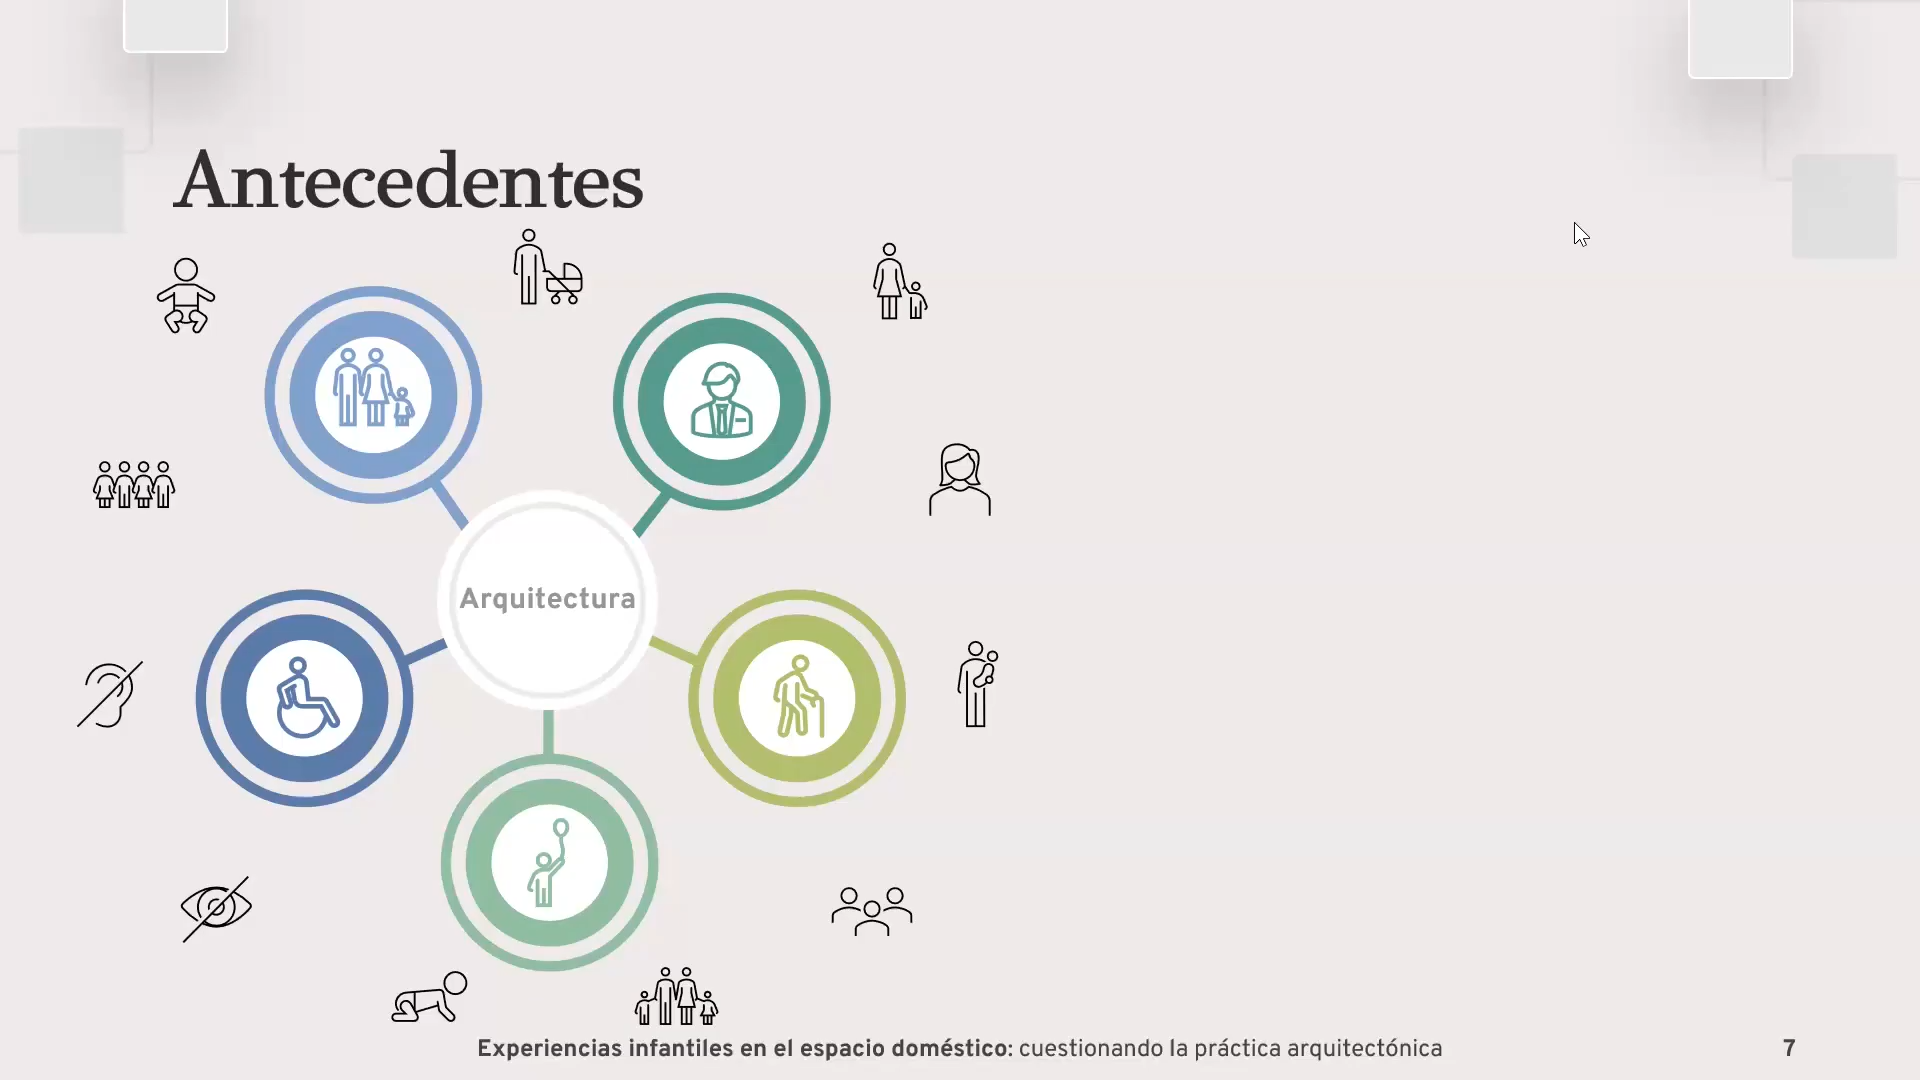 Antecedentes
Arquitectura
Experiencias infantiles en el espacio doméstico: cuestionando la práctica arquitectónica
7